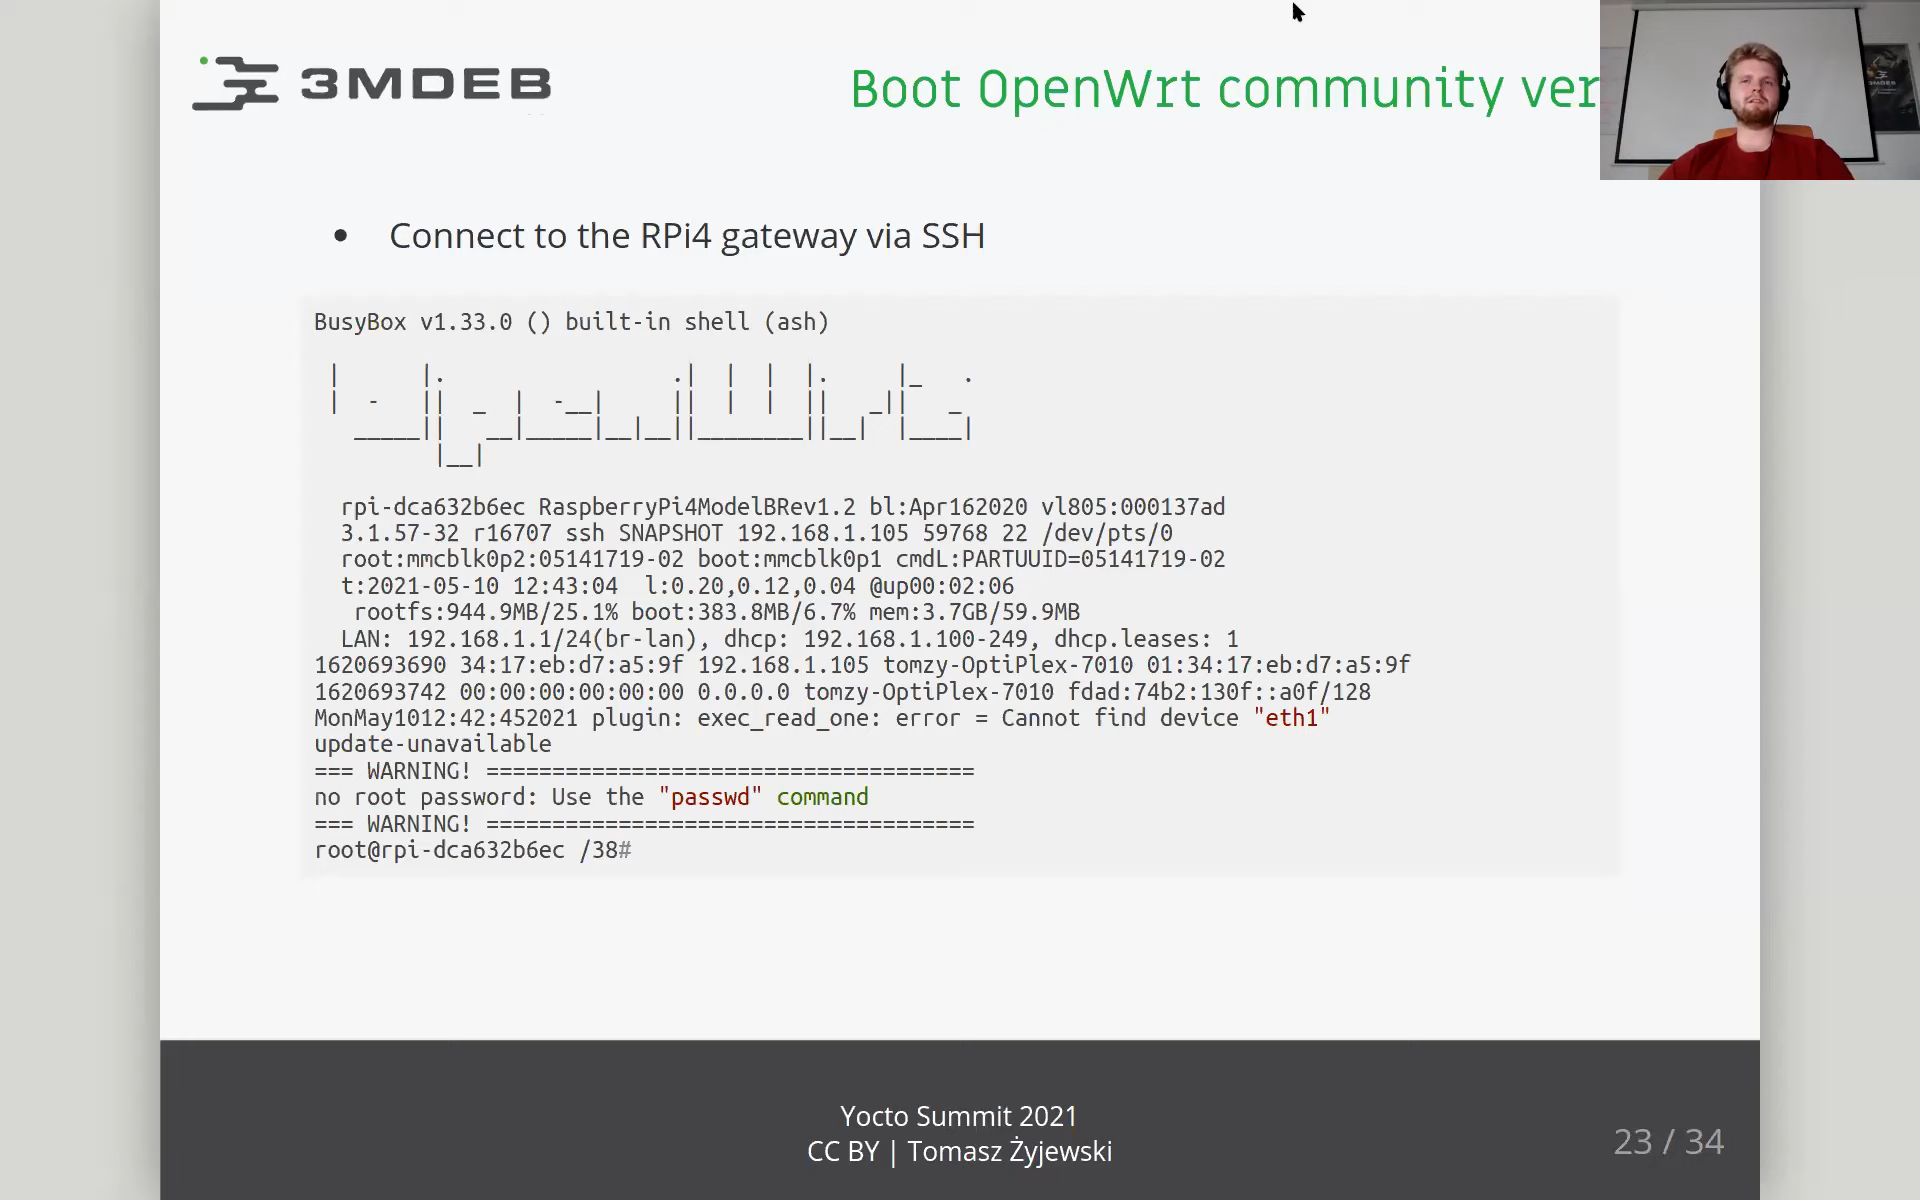 3MDEB
Boot OpenWrt community ver
• Connect to the RPi4 gateway via SSH
BusyBox v1.33.0 () built-in shell (ash)
rpi-dca632b6ec RaspberryPi4ModelBRev1.2 bl:Apr162020 vl805:000137ad
3.1.57-32 r16707 ssh SNAPSHOT 192.168.1.105 59768 22 /dev/pts/0
root:mmcblk0p2:05141719-02 boot:mmcblk0p1 cmdL:PARTUUID=05141719-02
t:2021-05-10 12:43:04  l:0.20,0.12,0.04 @up00:02:06
rootfs:944.9MB/25.1% boot:383.8MB/6.7% mem:3.7GB/59.9MB
LAN: 192.168.1.1/24(br-lan), dhcp: 192.168.1.100-249, dhcp.leases: 1
1620693690 34:17:eb:d7:a5:9f 192.168.1.105 tomzy-OptiPlex-7010 01:34:17:eb:d7:a5:9f
1620693742 00:00:00:00:00:00 0.0.0.0 tomzy-OptiPlex-7010 fdad:74b2:130f::a0f/128
MonMay1012:42:452021 plugin: exec_read_one: error = Cannot find device "eth1"
update-unavailable
=== WARNING! =====================================
no root password: Use the "passwd" command
=== WARNING! =====================================
root@rpi-dca632b6ec /38#
Yocto Summit 2021
CC BY | Tomasz Żyjewski
23 / 34